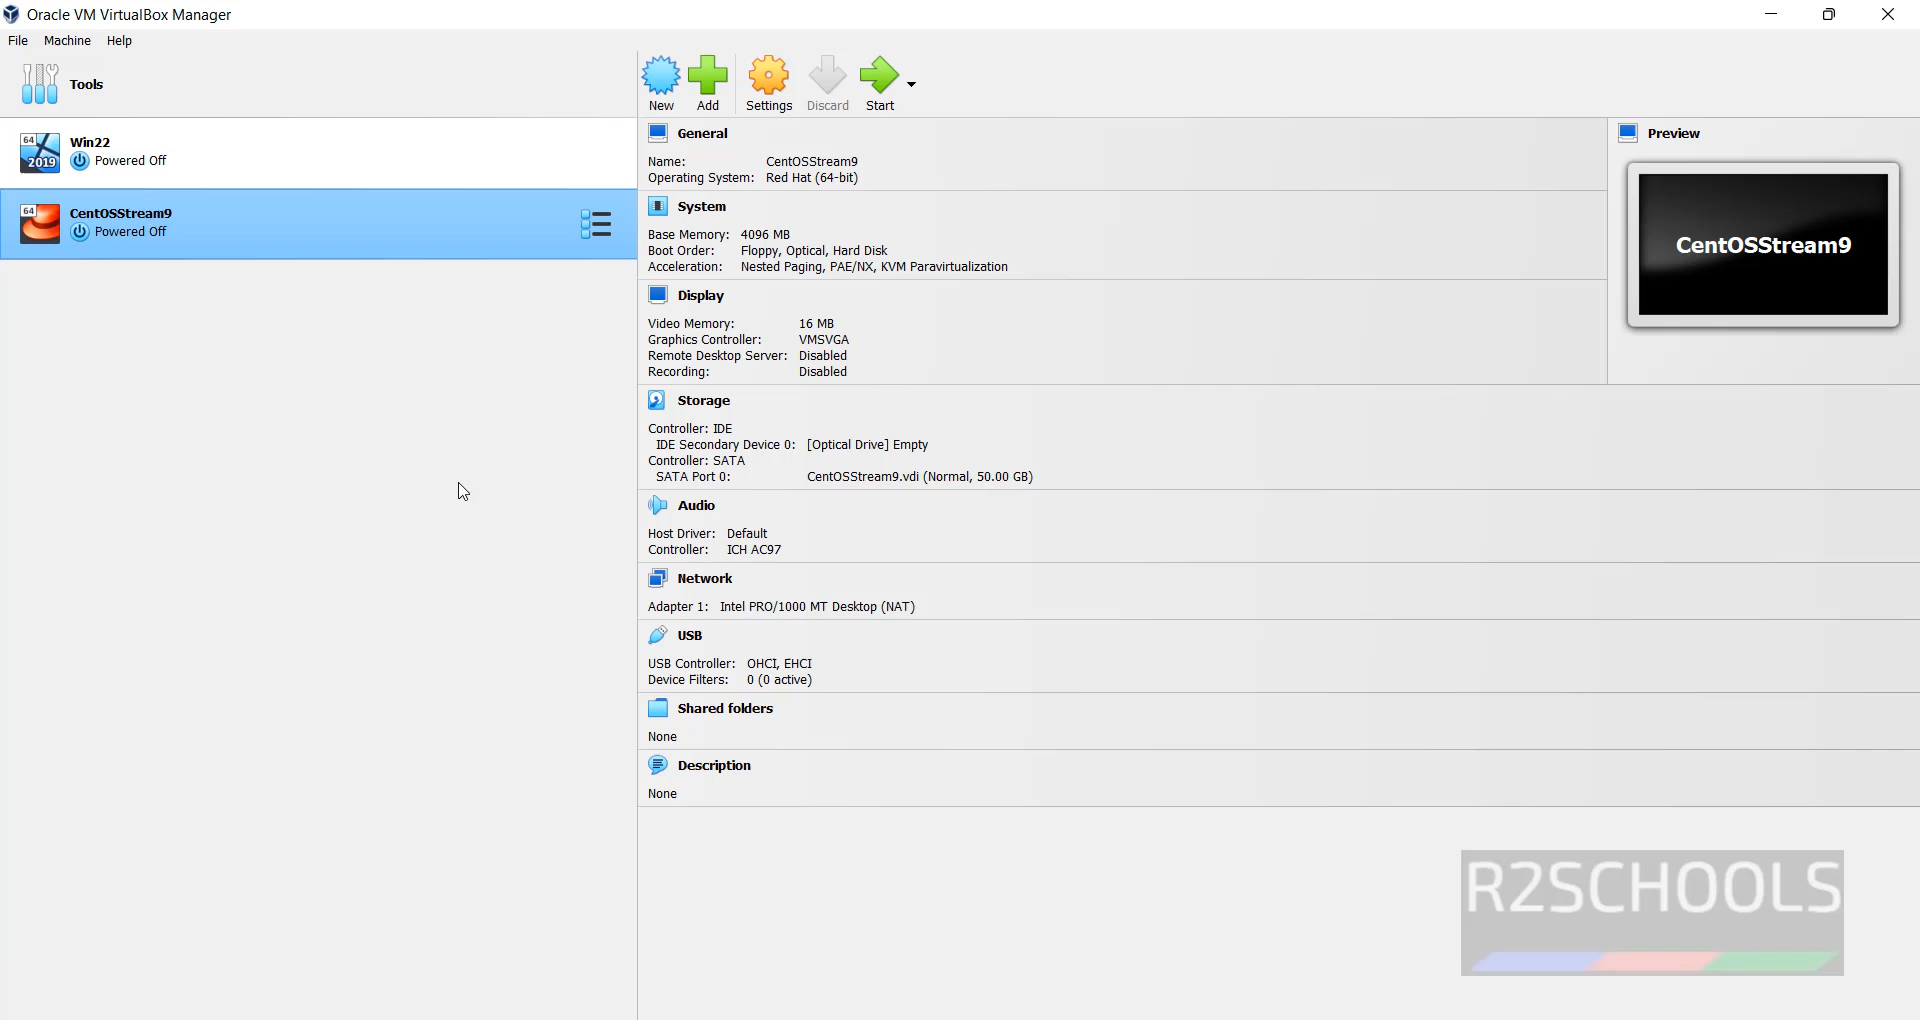 Oracle VM VirtualBox Manager
File Machine Help
Tools
New Add Settings Discard Start
64
2019
Win22
Powered Off
64
CentOSStream9
Powered Off
General
Name: CentOSStream9
Operating System: Red Hat (64-bit)
System
Base Memory: 4096 MB
Boot Order: Floppy, Optical, Hard Disk
Acceleration: Nested Paging, PAE/NX, KVM Paravirtualization
Display
Video Memory: 16 MB
Graphics Controller: VMSVGA
Remote Desktop Server: Disabled
Recording: Disabled
Preview
CentOSStream9
Storage
Controller: IDE
IDE Secondary Device 0: [Optical Drive] Empty
Controller: SATA
SATA Port 0: CentOSStream9.vdi (Normal, 50.00 GB)
Audio
Host Driver: Default
Controller: ICH AC97
Network
Adapter 1: Intel PRO/1000 MT Desktop (NAT)
USB
USB Controller: OHCI, EHCI
Device Filters: 0 (0 active)
Shared folders
None
Description
None
R2SCHOOLS